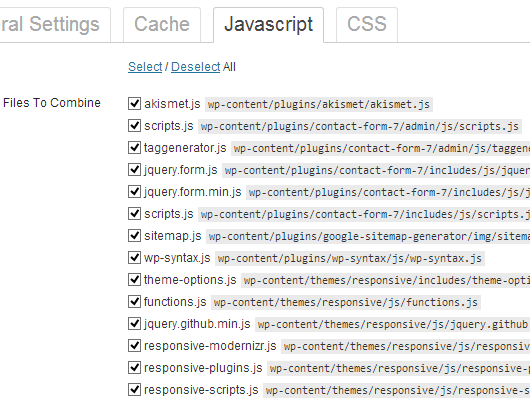 ral Settings Cache Javascript CSS
Select / Deselect All
Files To Combine
akismet.js wp-content/plugins/akismet/akismet.js
scripts.js wp-content/plugins/contact-form-7/admin/js/scripts.js
taggenerator.js wp-content/plugins/contact-form-7/admin/js/taggene
jquery.form.js wp-content/plugins/contact-form-7/includes/js/jquer
jquery.form.min.js wp-content/plugins/contact-form-7/includes/js/j
scripts.js wp-content/plugins/contact-form-7/includes/js/scripts.j
sitemap.js wp-content/plugins/google-sitemap-generator/img/sitema
wp-syntax.js wp-content/plugins/wp-syntax/js/wp-syntax.js
theme-options.js wp-content/themes/responsive/includes/theme-opti
functions.js wp-content/themes/responsive/js/functions.js
jquery.github.min.js wp-content/themes/responsive/js/jquery.github
responsive-modernizr.js wp-content/themes/responsive/js/responsiv
responsive-plugins.js wp-content/themes/responsive/js/responsive-p
responsive-scripts.js wp-content/themes/responsive/js/responsive-s